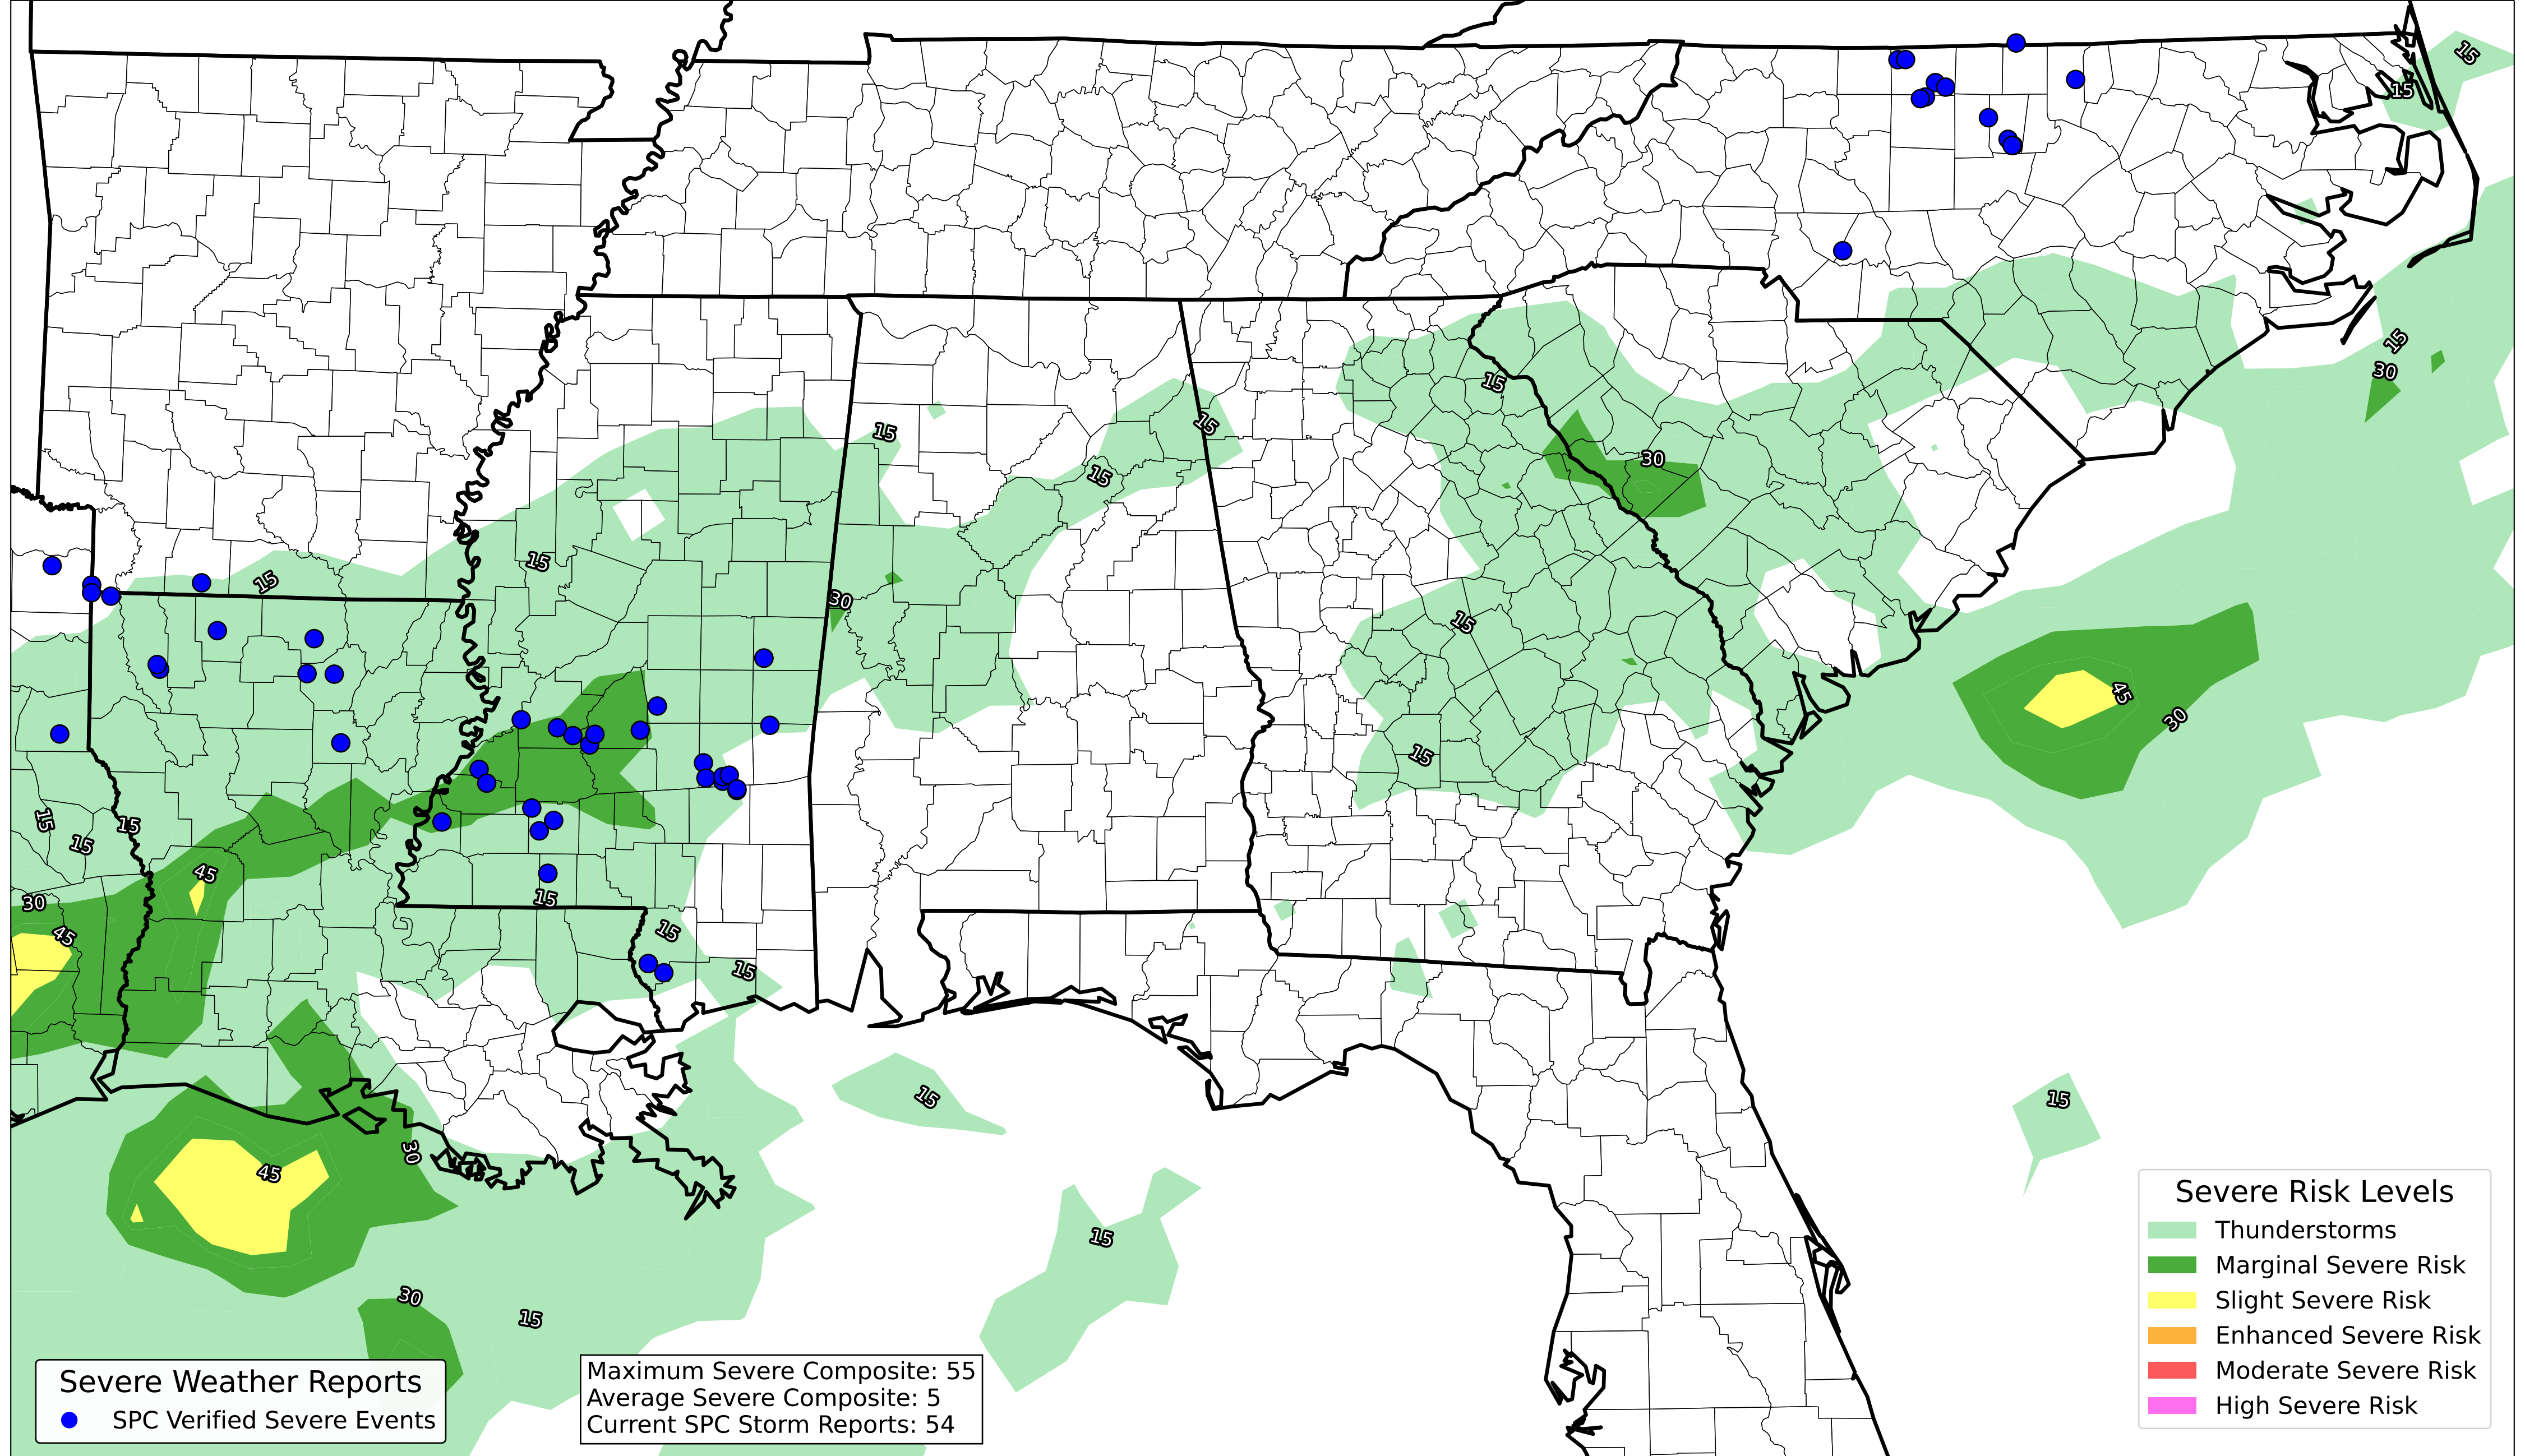 15
15
15
30
15
15
15
15
30
15
15
30
15
45
30
15
15
15
15
15
45
30
15
45
15
15
15
15
30
45
15
30
15
Severe Risk Levels
Thunderstorms
Marginal Severe Risk
Slight Severe Risk
Enhanced Severe Risk
Moderate Severe Risk
High Severe Risk
Severe Weather Reports
SPC Verified Severe Events
Maximum Severe Composite: 55
Average Severe Composite: 5
Current SPC Storm Reports: 54